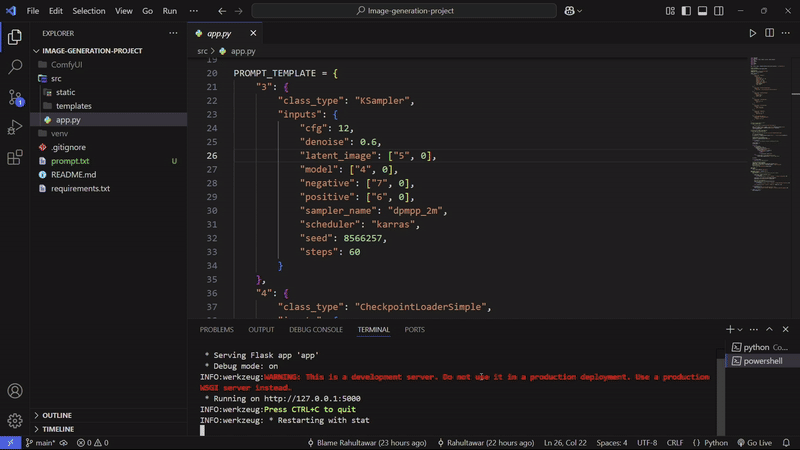 File Edit Selection View Go Run ···
Image-generation-project
EXPLORER
IMAGE-GENERATION-PROJECT
ComfyUI
src
static
templates
app.py
venv
.gitignore
prompt.txt U
README.md
requirements.txt
OUTLINE
TIMELINE
1
app.py
src > app.py
19
20 PROMPT_TEMPLATE = {
21 "3": {
22 "class_type": "KSampler",
23 "inputs": {
24 "cfg": 12,
25 "denoise": 0.6,
26 "latent_image": ["5", 0],
27 "model": ["4", 0],
28 "negative": ["7", 0],
29 "positive": ["6", 0],
30 "sampler_name": "dpmpp_2m",
31 "scheduler": "karras",
32 "seed": 8566257,
33 "steps": 60
34 }
35 },
36 "4": {
37 "class_type": "CheckpointLoaderSimple",
PROBLEMS OUTPUT DEBUG CONSOLE TERMINAL PORTS
* Serving Flask app 'app'
* Debug mode: on
INFO:werkzeug:WARNING: This is a development server. Do not use it in a production deployment. Use a production
WSGI server instead.
* Running on http://127.0.0.1:5000
INFO:werkzeug:Press CTRL+C to quit
INFO:werkzeug: * Restarting with stat
python Co...
powershell
main* 0 0 Blame Rahultawar (23 hours ago) Rahultawar (22 hours ago) Ln 26, Col 22 Spaces: 4 UTF-8 CRLF Python Go Live